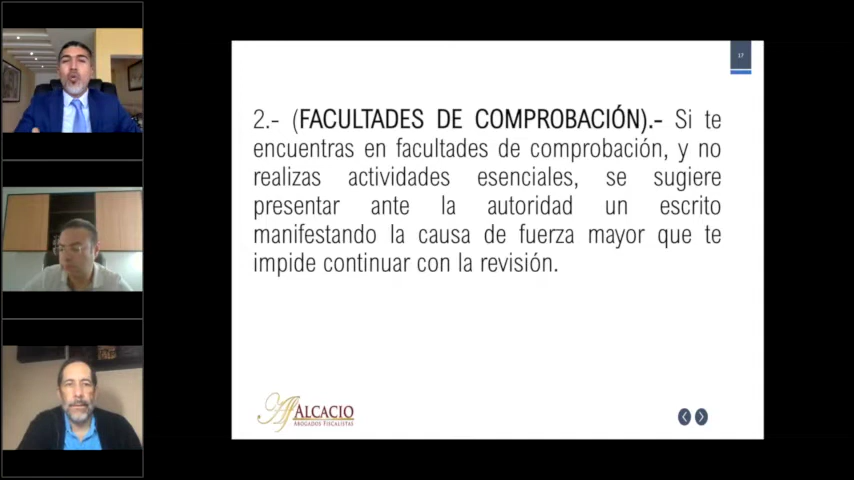 17
2.- (FACULTADES DE COMPROBACIÓN).- Si te
encuentras en facultades de comprobación, y no
realizas actividades esenciales, se sugiere
presentar ante la autoridad un escrito
manifestando la causa de fuerza mayor que te
impide continuar con la revisión.
ALCACIO
ABOGADOS FISCALISTAS